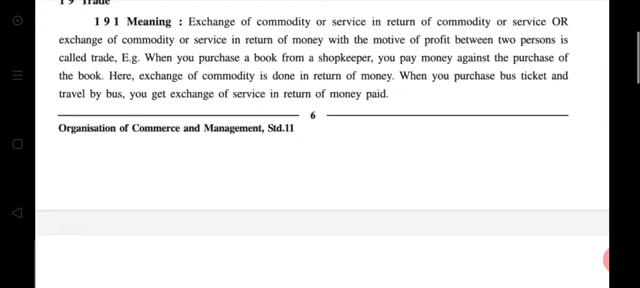 1 9 Trade
1 9 1 Meaning : Exchange of commodity or service in return of commodity or service OR
exchange of commodity or service in return of money with the motive of profit between two persons is
called trade, E.g. When you purchase a book from a shopkeeper, you pay money against the purchase of
the book. Here, exchange of commodity is done in return of money. When you purchase bus ticket and
travel by bus, you get exchange of service in return of money paid.
6
Organisation of Commerce and Management, Std.11